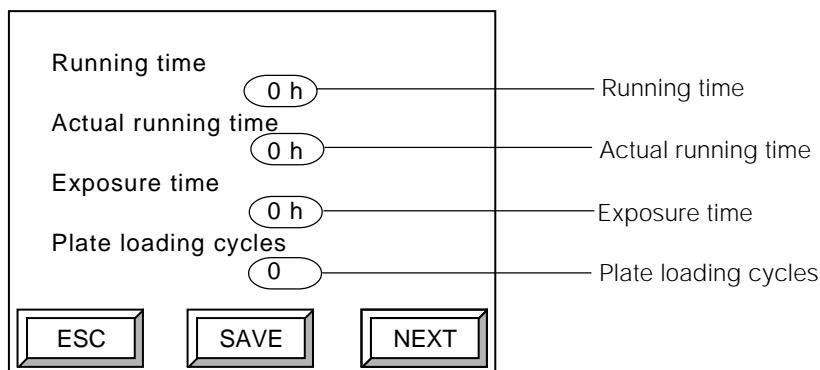 Running time
0 h
Running time
Actual running time
0 h
Actual running time
Exposure time
0 h
Exposure time
Plate loading cycles
0
Plate loading cycles
ESC
SAVE
NEXT